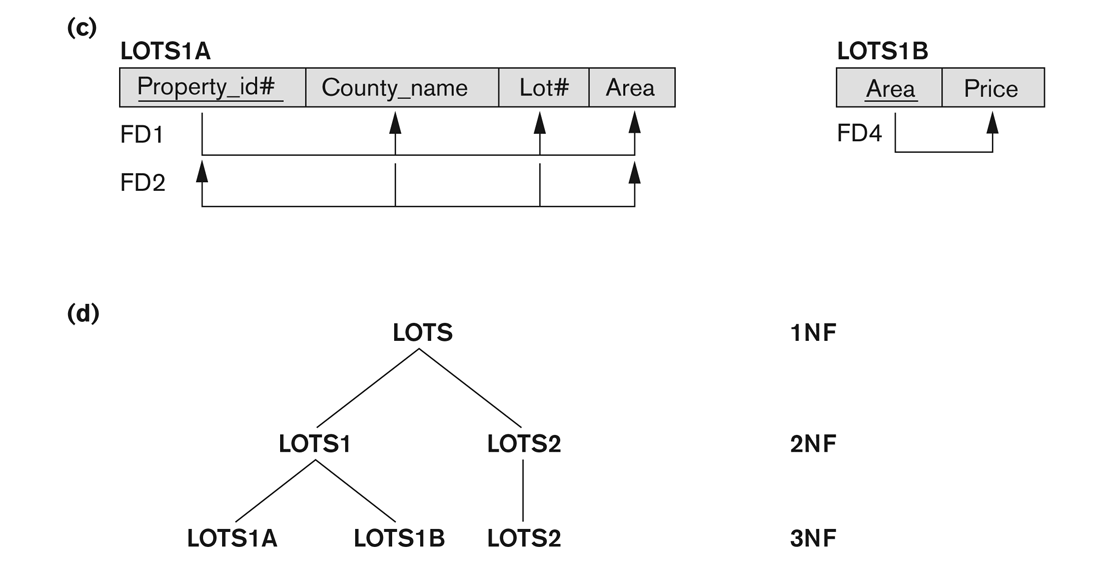 (c)
LOTS1A LOTS1B
Property_id# County_name Lot# Area Area Price
FD1 FD4
FD2
(d)
LOTS 1NF
LOTS1 LOTS2 2NF
LOTS1A LOTS1B LOTS2 3NF